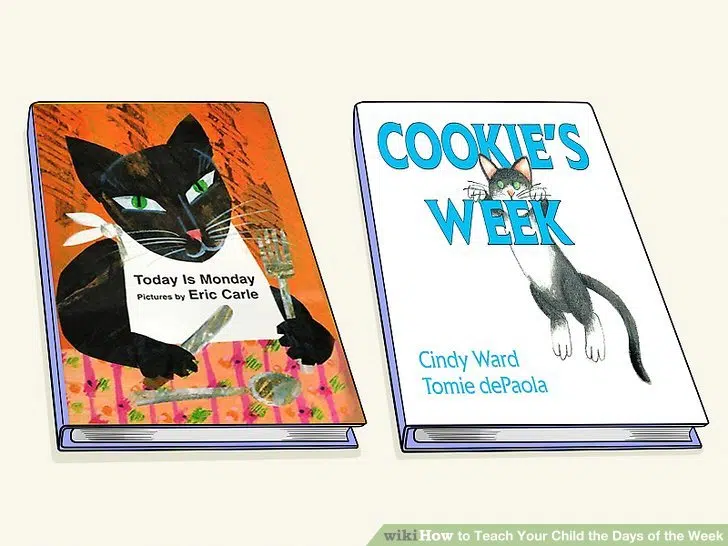 Today Is Monday
Pictures by Eric Carle
COOKIE'S
WEEK
Cindy Ward
Tomie dePaola
wikiHow to Teach Your Child the Days of the Week